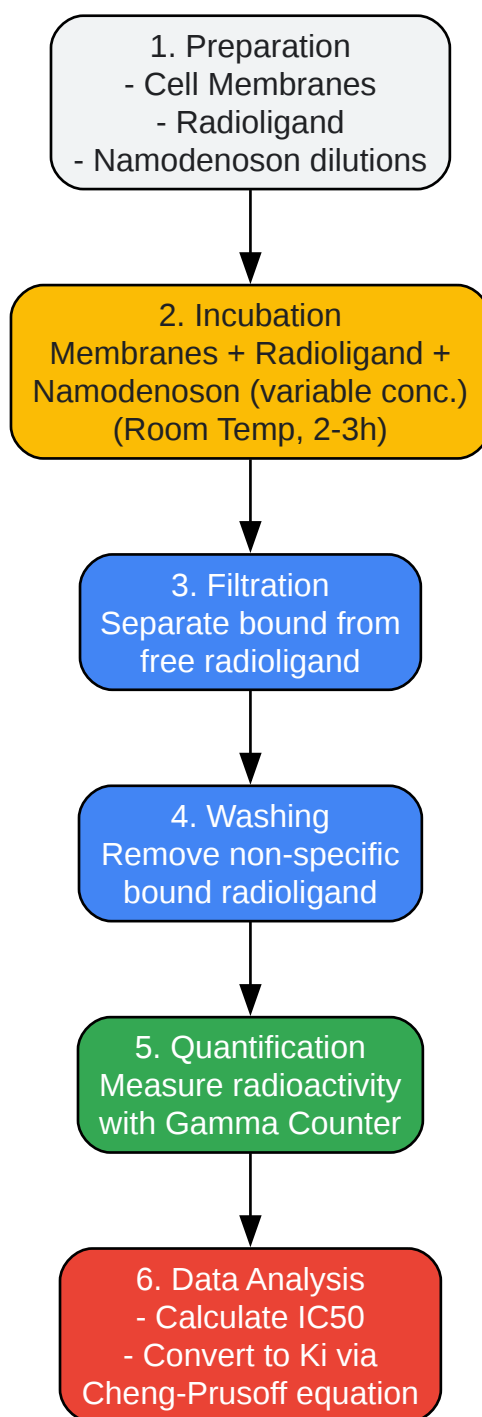 1. Preparation
- Cell Membranes
- Radioligand
- Namodenoson dilutions
2. Incubation
Membranes + Radioligand +
Namodenoson (variable conc.)
(Room Temp, 2-3h)
3. Filtration
Separate bound from
free radioligand
4. Washing
Remove non-specific
bound radioligand
5. Quantification
Measure radioactivity
with Gamma Counter
6. Data Analysis
- Calculate IC50
- Convert to Ki via
Cheng-Prusoff equation